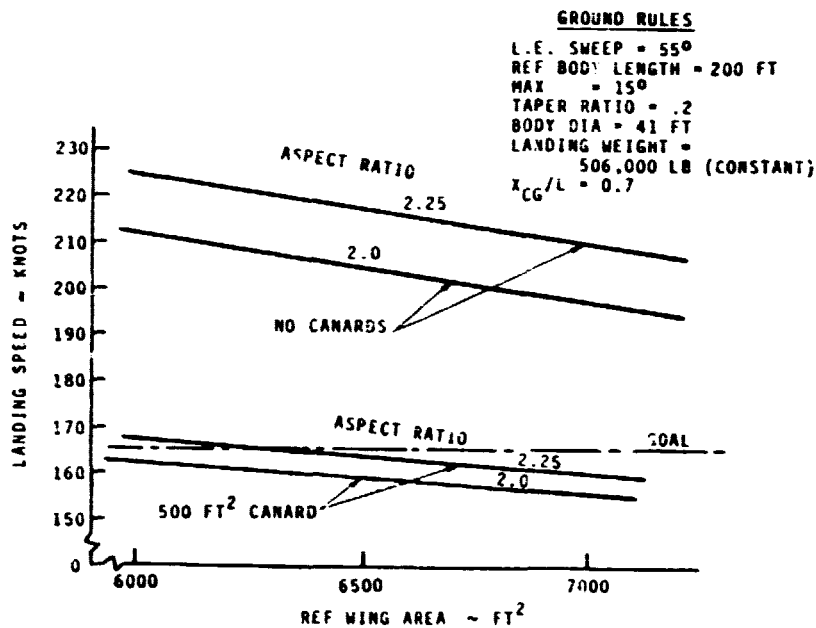 GROUND RULES
L.E. SWEEP = 55°
REF BODY LENGTH = 200 FT
MAX = 15°
TAPER RATIO = .2
BODY DIA = 41 FT
LANDING WEIGHT =
506,000 LB (CONSTANT)
X_CG/L = 0.7
LANDING SPEED ~ KNOTS
230
220
210
200
190
180
170
160
150
0
ASPECT RATIO
2.25
2.0
NO CANARDS
ASPECT RATIO
GOAL
2.25
2.0
500 FT² CANARD
6000
6500
7000
REF WING AREA ~ FT²